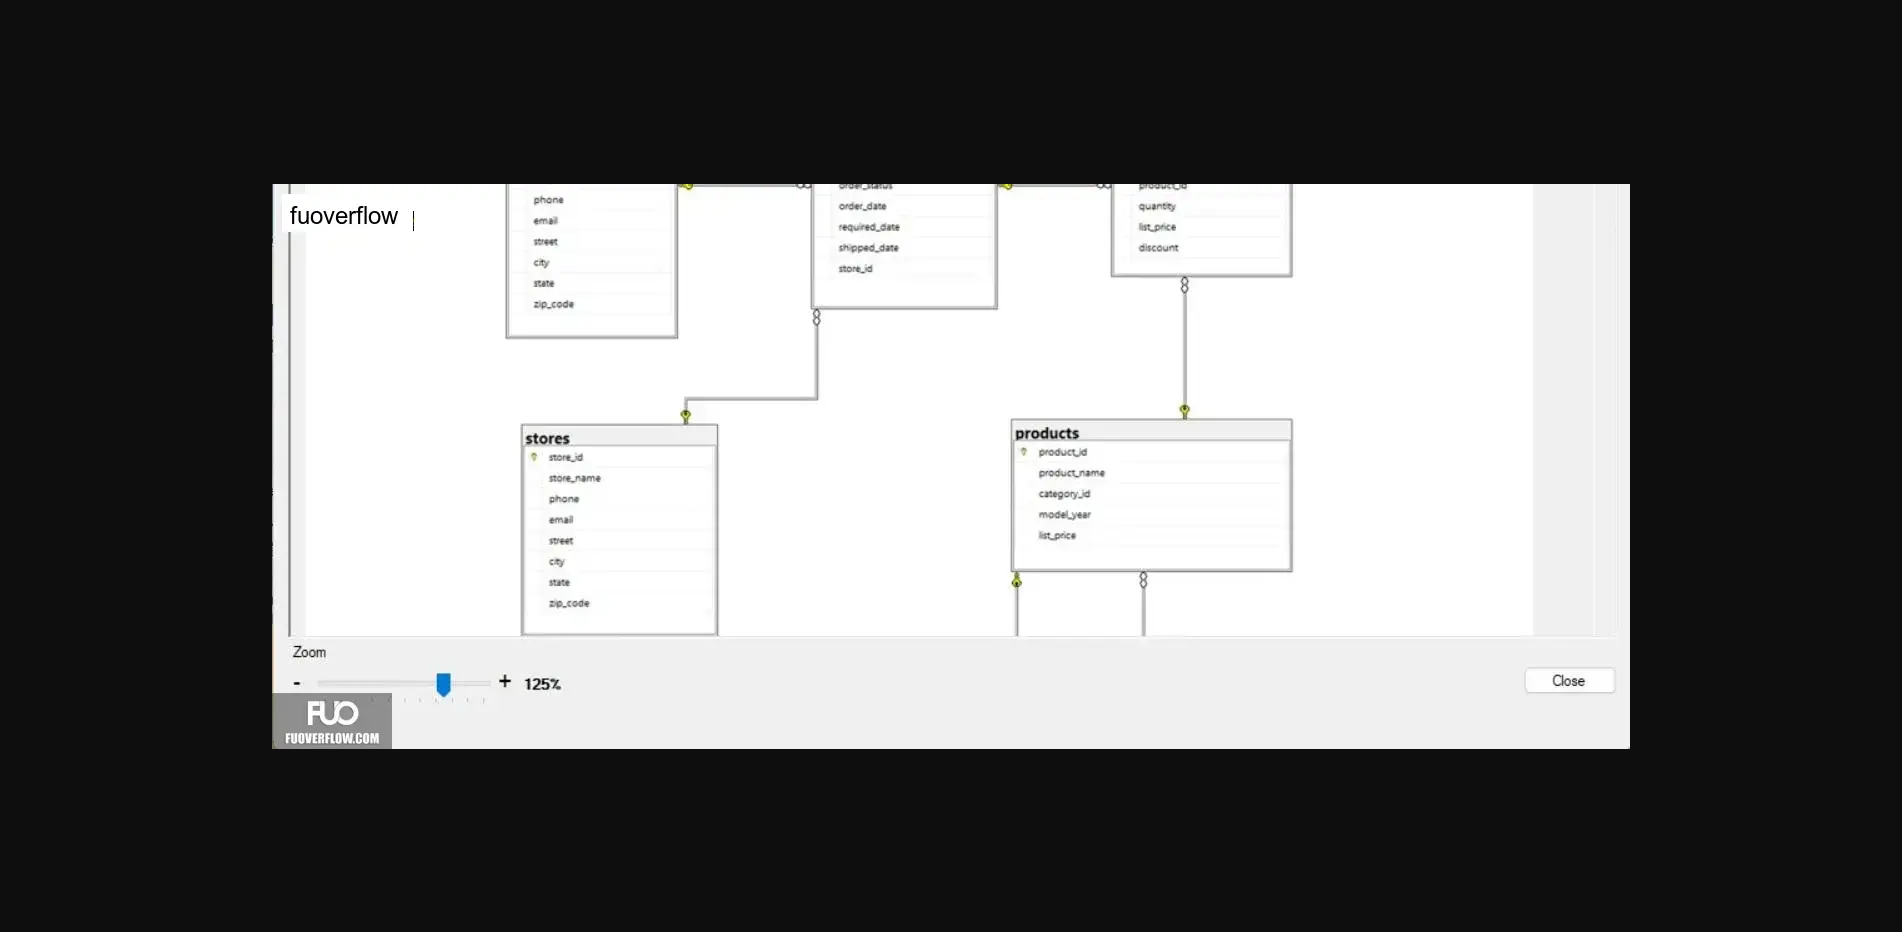 fuoverflow
phone
email
street
city
state
zip_code
order_status
order_date
required_date
shipped_date
store_id
product_id
quantity
list_price
discount
stores
store_id
store_name
phone
email
street
city
state
zip_code
products
product_id
product_name
category_id
model_year
list_price
Zoom
- + 125%
Close
FUO
FUOVERFLOW.COM